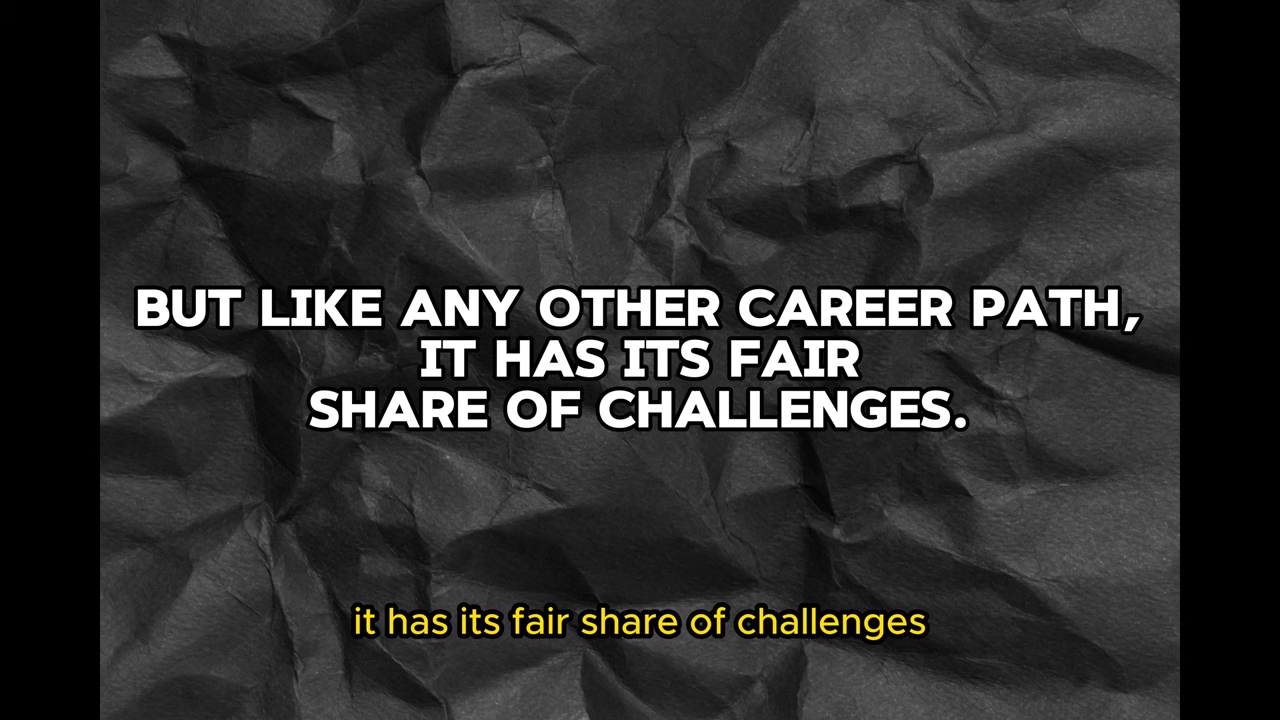 BUT LIKE ANY OTHER CAREER PATH,
IT HAS ITS FAIR
SHARE OF CHALLENGES.
it has its fair share of challenges